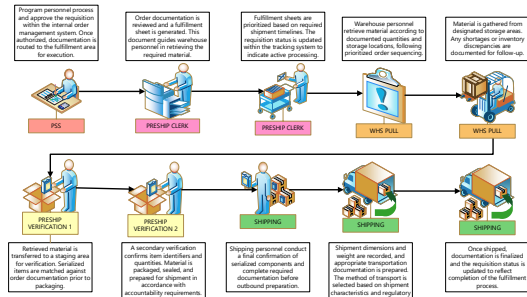 Program personnel process
and approve the requisition
within the internal order
management system. Once
authorized, documentation is
routed to the fulfillment area
for execution.
Order documentation is
reviewed and a fulfillment
sheet is generated. This
document guides warehouse
personnel in retrieving the
required material.
Fulfillment sheets are
prioritized based on required
shipment timelines. The
requisition status is updated
within the tracking system to
indicate active processing.
Warehouse personnel
retrieve material according to
documented quantities and
storage locations, following
prioritized order sequencing.
Material is gathered from
designated storage areas.
Any shortages or inventory
discrepancies are
documented for follow-up.
PSS
PRESHIP CLERK
PRESHIP CLERK
WHS PULL
WHS PULL
PRESHIP
VERIFICATION 1
PRESHIP
VERIFICATION 2
SHIPPING
SHIPPING
SHIPPING
Retrieved material is
transferred to a staging area
for verification. Serialized
items are matched against
order documentation prior to
packaging.
A secondary verification
confirms item identifiers and
quantities. Material is
packaged, sealed, and
prepared for shipment in
accordance with
accountability requirements.
Shipping personnel conduct
a final confirmation of
serialized components and
complete required
documentation before
outbound preparation.
Shipment dimensions and
weight are recorded, and
appropriate transportation
documentation is prepared.
The method of transport is
selected based on shipment
characteristics and regulatory
Once shipped,
documentation is finalized
and the requisition status is
updated to reflect
completion of the fulfillment
process.